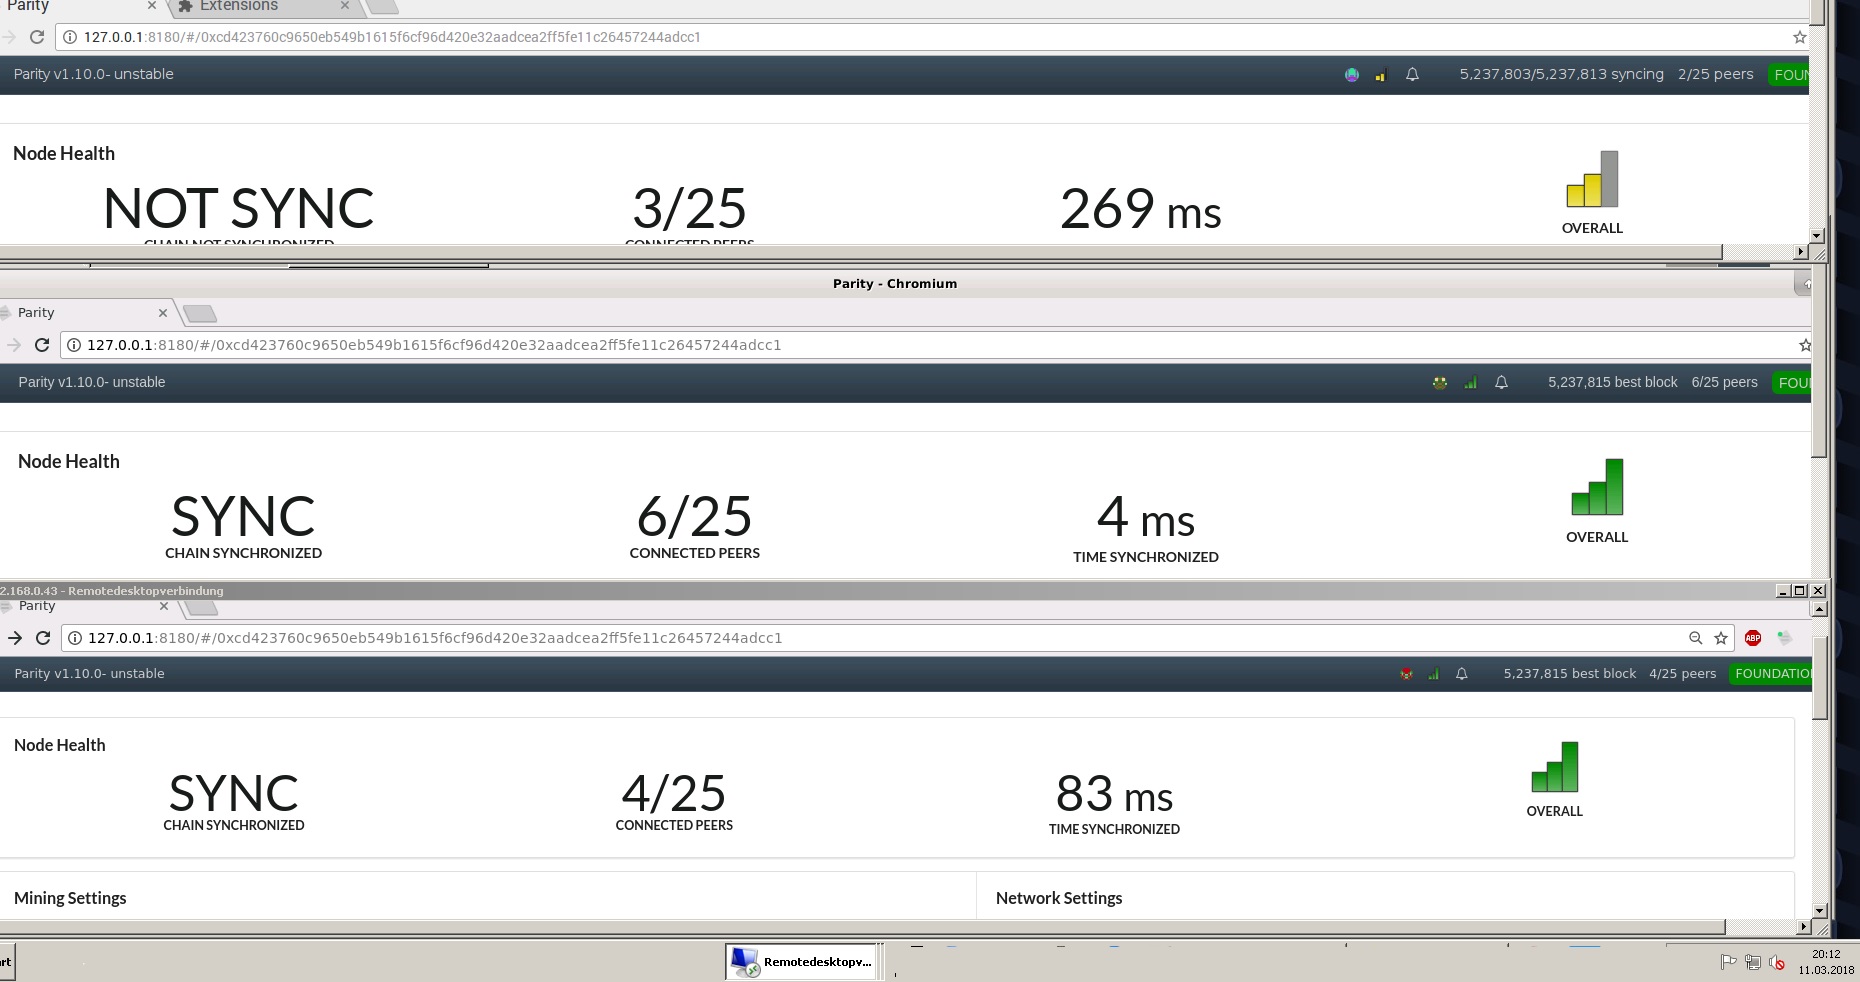 Parity
Extensions
127.0.0.1:8180/#/0xcd423760c9650eb549b1615f6cf96d420e32aadcea2ff5fe11c26457244adcc1
Parity v1.10.0- unstable 5,237,803/5,237,813 syncing 2/25 peers FOUN
Node Health
NOT SYNC 3/25 269 ms
CHAIN NOT SYNCHRONIZED CONNECTED PEERS
OVERALL
Parity - Chromium
Parity
127.0.0.1:8180/#/0xcd423760c9650eb549b1615f6cf96d420e32aadcea2ff5fe11c26457244adcc1
Parity v1.10.0- unstable 5,237,815 best block 6/25 peers FOU
Node Health
SYNC 6/25 4 ms
CHAIN SYNCHRONIZED CONNECTED PEERS TIME SYNCHRONIZED
OVERALL
2.168.0.43 - Remotedesktopverbindung
Parity
127.0.0.1:8180/#/0xcd423760c9650eb549b1615f6cf96d420e32aadcea2ff5fe11c26457244adcc1 ABP
Parity v1.10.0- unstable 5,237,815 best block 4/25 peers FOUNDATIO
Node Health
SYNC 4/25 83 ms
CHAIN SYNCHRONIZED CONNECTED PEERS TIME SYNCHRONIZED
OVERALL
Mining Settings Network Settings
rt Remotedesktopv... 20:12
11.03.2018